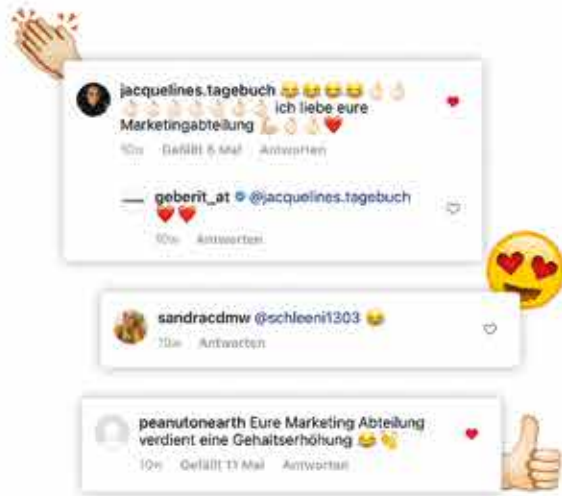 jacquelines.tagebuch 😂😂😂😂👌🏻👌🏻
👌🏻👌🏻👌🏻👌🏻👌🏻👌🏻👌🏻 ich liebe eure
Marketingabteilung 💪🏻👌🏻👌🏻❤️
10w Gefällt 6 Mal Antworten
geberit_at @jacquelines.tagebuch
❤️❤️
10w Antworten
sandracdmw @schleeni1303 😂
10w Antworten
peanutonearth Eure Marketing Abteilung
verdient eine Gehaltserhöhung 😂👏
10w Gefällt 11 Mal Antworten